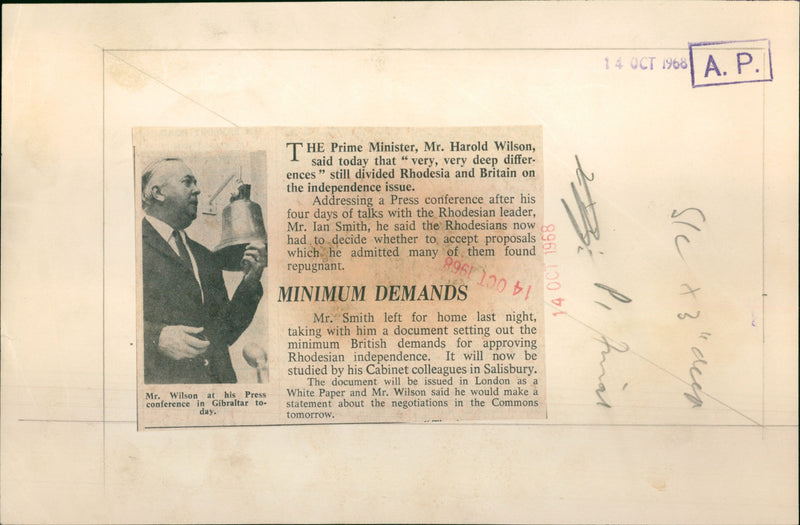 14 OCT 1968
A. P.
THE Prime Minister, Mr. Harold Wilson,
said today that “ very, very deep differ-
ences ” still divided Rhodesia and Britain on
the independence issue.
Addressing a Press conference after his
four days of talks with the Rhodesian leader,
Mr. Ian Smith, he said the Rhodesians now
had to decide whether to accept proposals
which he admitted many of them found
repugnant.
14 OCT 1968
14 OCT 1968
MINIMUM DEMANDS
Mr. Smith left for home last night,
taking with him a document setting out the
minimum British demands for approving
Rhodesian independence. It will now be
studied by his Cabinet colleagues in Salisbury.
The document will be issued in London as a
White Paper and Mr. Wilson said he would make a
statement about the negotiations in the Commons
tomorrow.
Mr. Wilson at his Press
conference in Gibraltar to-
day.
S/C x 3" deep